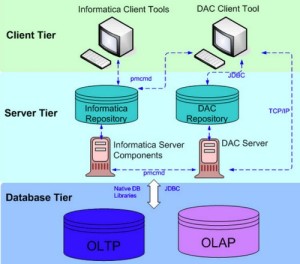 Informatica Client Tools
DAC Client Tool
Client Tier
pmcmd
JDBC
Server Tier
Informatica
Repository
DAC
Repository
TCP/IP
Informatica Server
Components
DAC Server
pmcmd
Database Tier
Native DB
Libraries
JDBC
OLTP
OLAP